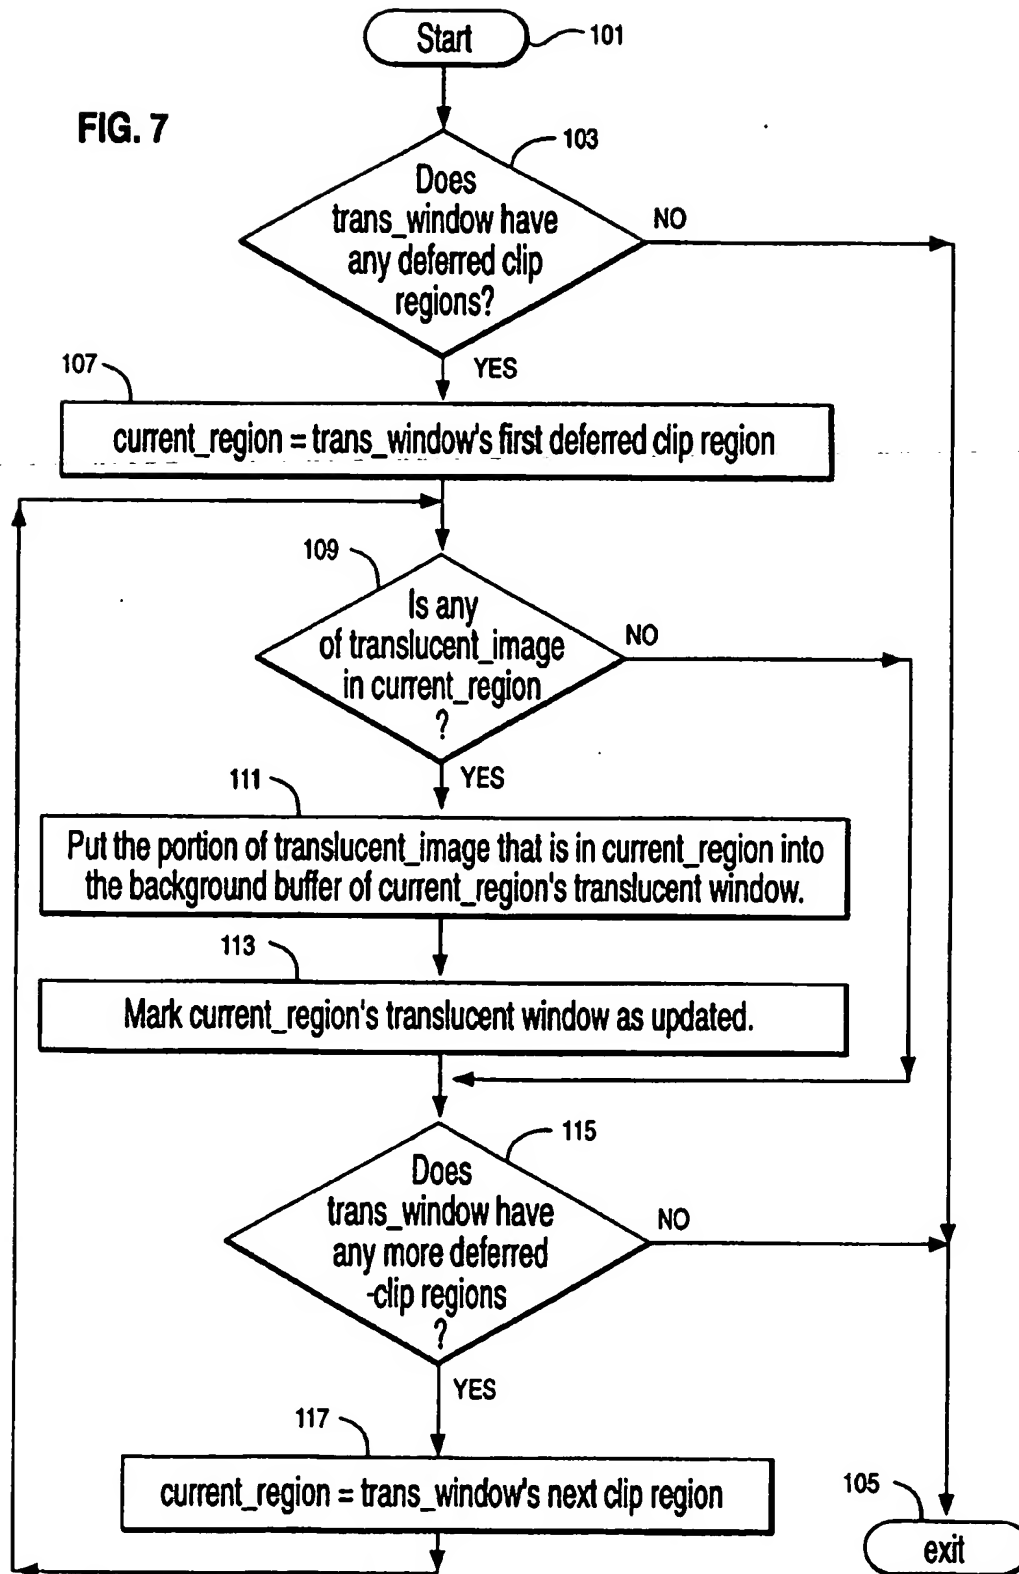 Start
101
FIG. 7
103
Does
trans_window have
any deferred clip
regions?
NO
YES
107
current_region = trans_window's first deferred clip region
109
Is any
of translucent_image
in current_region
?
NO
YES
111
Put the portion of translucent_image that is in current_region into
the background buffer of current_region's translucent window.
113
Mark current_region's translucent window as updated.
115
Does
trans_window have
any more deferred
-clip regions
?
NO
YES
117
current_region = trans_window's next clip region
105
exit